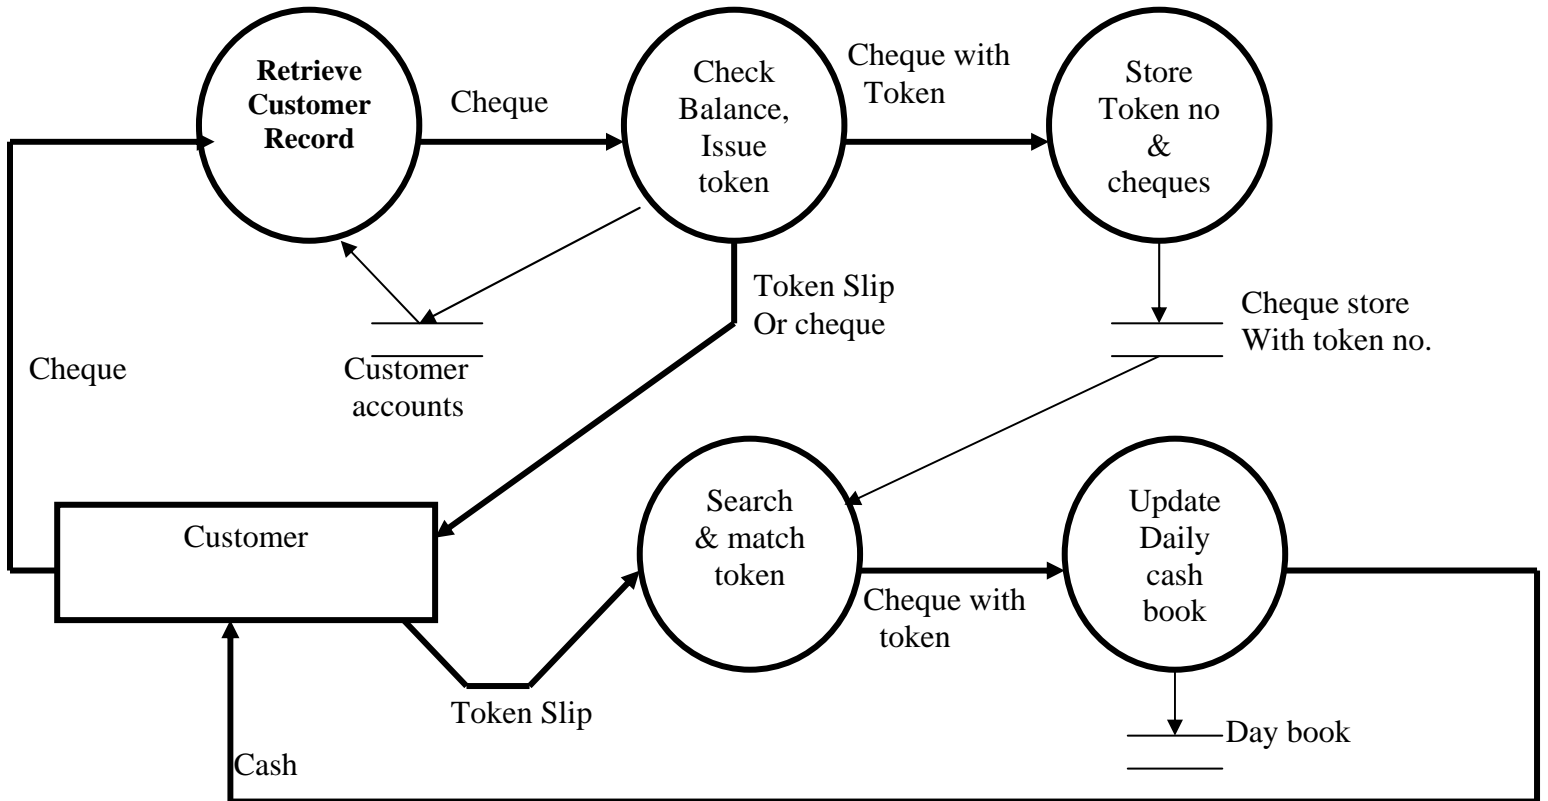 Retrieve
Customer
Record
Cheque
Check
Balance,
Issue
token
Cheque with
Token
Store
Token no
&
cheques
Token Slip
Or cheque
Cheque store
With token no.
Cheque
Customer
accounts
Customer
Search
& match
token
Cheque with
token
Update
Daily
cash
book
Token Slip
Day book
Cash